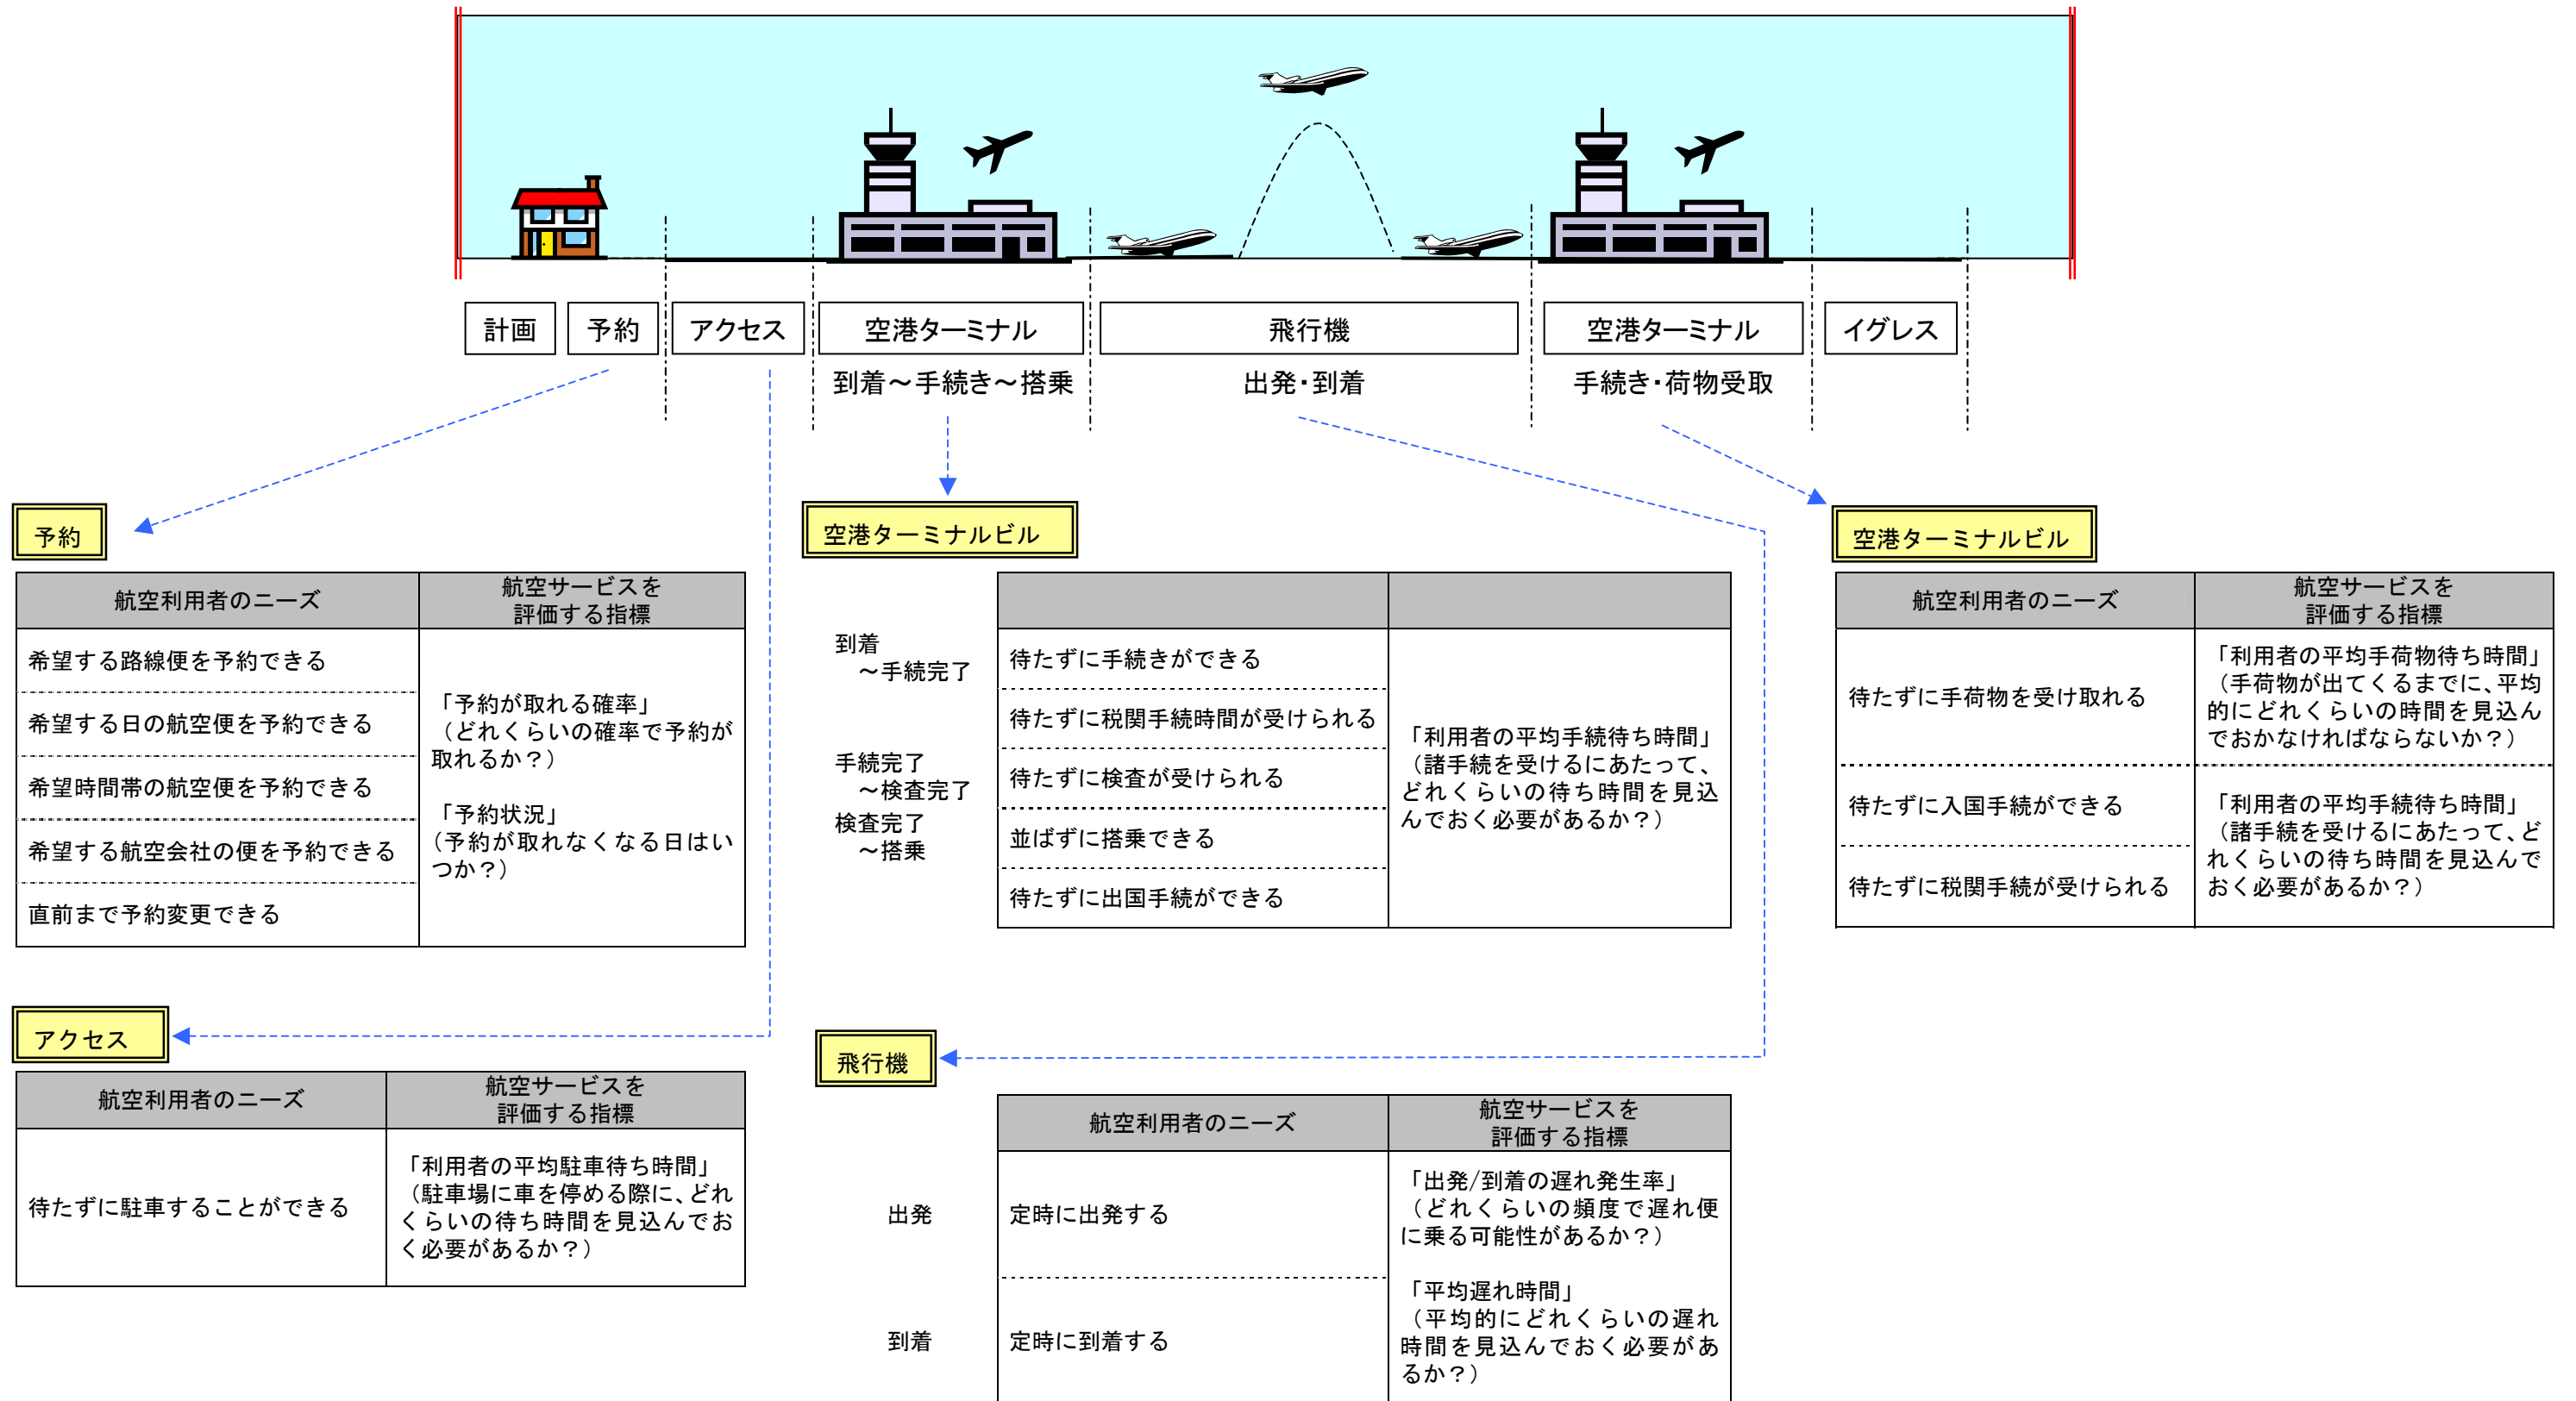 計画
予約
アクセス
空港ターミナル
飛行機
空港ターミナル
イグレス
到着～手続き～搭乗
出発・到着
手続き・荷物受取
予約
航空利用者のニーズ
航空サービスを
評価する指標
希望する路線便を予約できる
希望する日の航空便を予約できる
希望時間帯の航空便を予約できる
希望する航空会社の便を予約できる
直前まで予約変更できる
「予約が取れる確率」
（どれくらいの確率で予約が
取れるか？）
「予約状況」
（予約が取れなくなる日はい
つか？）
アクセス
航空利用者のニーズ
航空サービスを
評価する指標
待たずに駐車することができる
「利用者の平均駐車待ち時間」
（駐車場に車を停める際に、どれ
くらいの待ち時間を見込んでお
く必要があるか？）
空港ターミナルビル
到着
～手続完了
手続完了
～検査完了
検査完了
～搭乗
待たずに手続きができる
待たずに税関手続時間が受けられる
待たずに検査が受けられる
並ばずに搭乗できる
待たずに出国手続ができる
「利用者の平均手続待ち時間」
（諸手続を受けるにあたって、
どれくらいの待ち時間を見込
んでおく必要があるか？）
飛行機
航空利用者のニーズ
航空サービスを
評価する指標
出発
定時に出発する
到着
定時に到着する
「出発/到着の遅れ発生率」
（どれくらいの頻度で遅れ便
に乗る可能性があるか？）
「平均遅れ時間」
（平均的にどれくらいの遅れ
時間を見込んでおく必要があ
るか？）
空港ターミナルビル
航空利用者のニーズ
航空サービスを
評価する指標
待たずに手荷物を受け取れる
「利用者の平均手荷物待ち時間」
（手荷物が出てくるまでに、平均
的にどれくらいの時間を見込ん
でおかなければならないか？）
待たずに入国手続ができる
待たずに税関手続が受けられる
「利用者の平均手続待ち時間」
（諸手続を受けるにあたって、ど
れくらいの待ち時間を見込んで
おく必要があるか？）